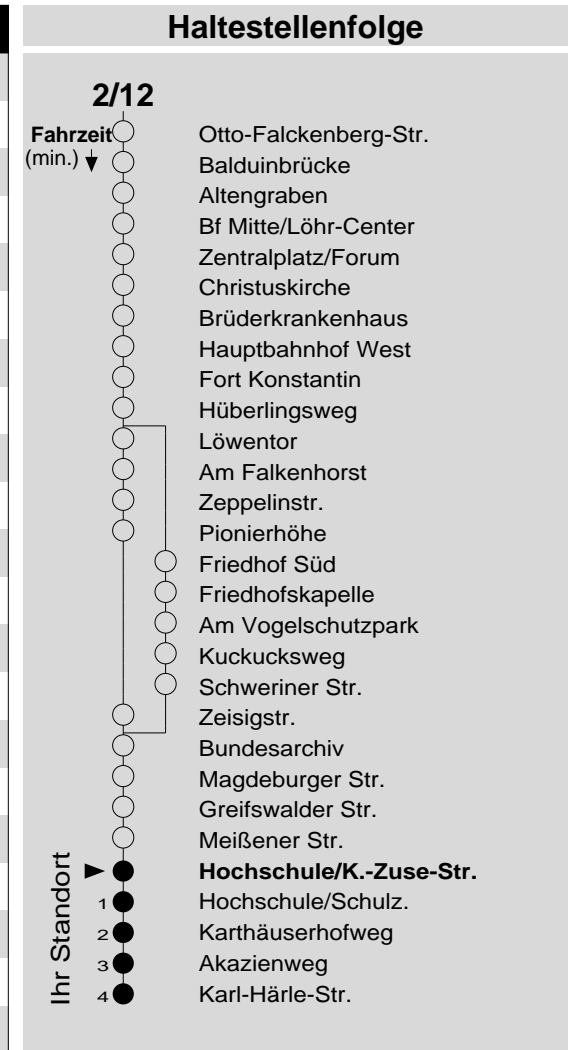 Haltestellenfolge
2/12
Fahrzeit
(min.)
Otto-Falckenberg-Str.
Balduinbrücke
Altengraben
Bf Mitte/Löhr-Center
Zentralplatz/Forum
Christuskirche
Brüderkrankenhaus
Hauptbahnhof West
Fort Konstantin
Hüberlingsweg
Löwentor
Am Falkenhorst
Zeppelinstr.
Pionierhöhe
Friedhof Süd
Friedhofskapelle
Am Vogelschutzpark
Kuckucksweg
Schweriner Str.
Zeisigstr.
Bundesarchiv
Magdeburger Str.
Greifswalder Str.
Meißener Str.
Ihr Standort
Hochschule/K.-Zuse-Str.
1 Hochschule/Schulz.
2 Karthäuserhofweg
3 Akazienweg
4 Karl-Härle-Str.